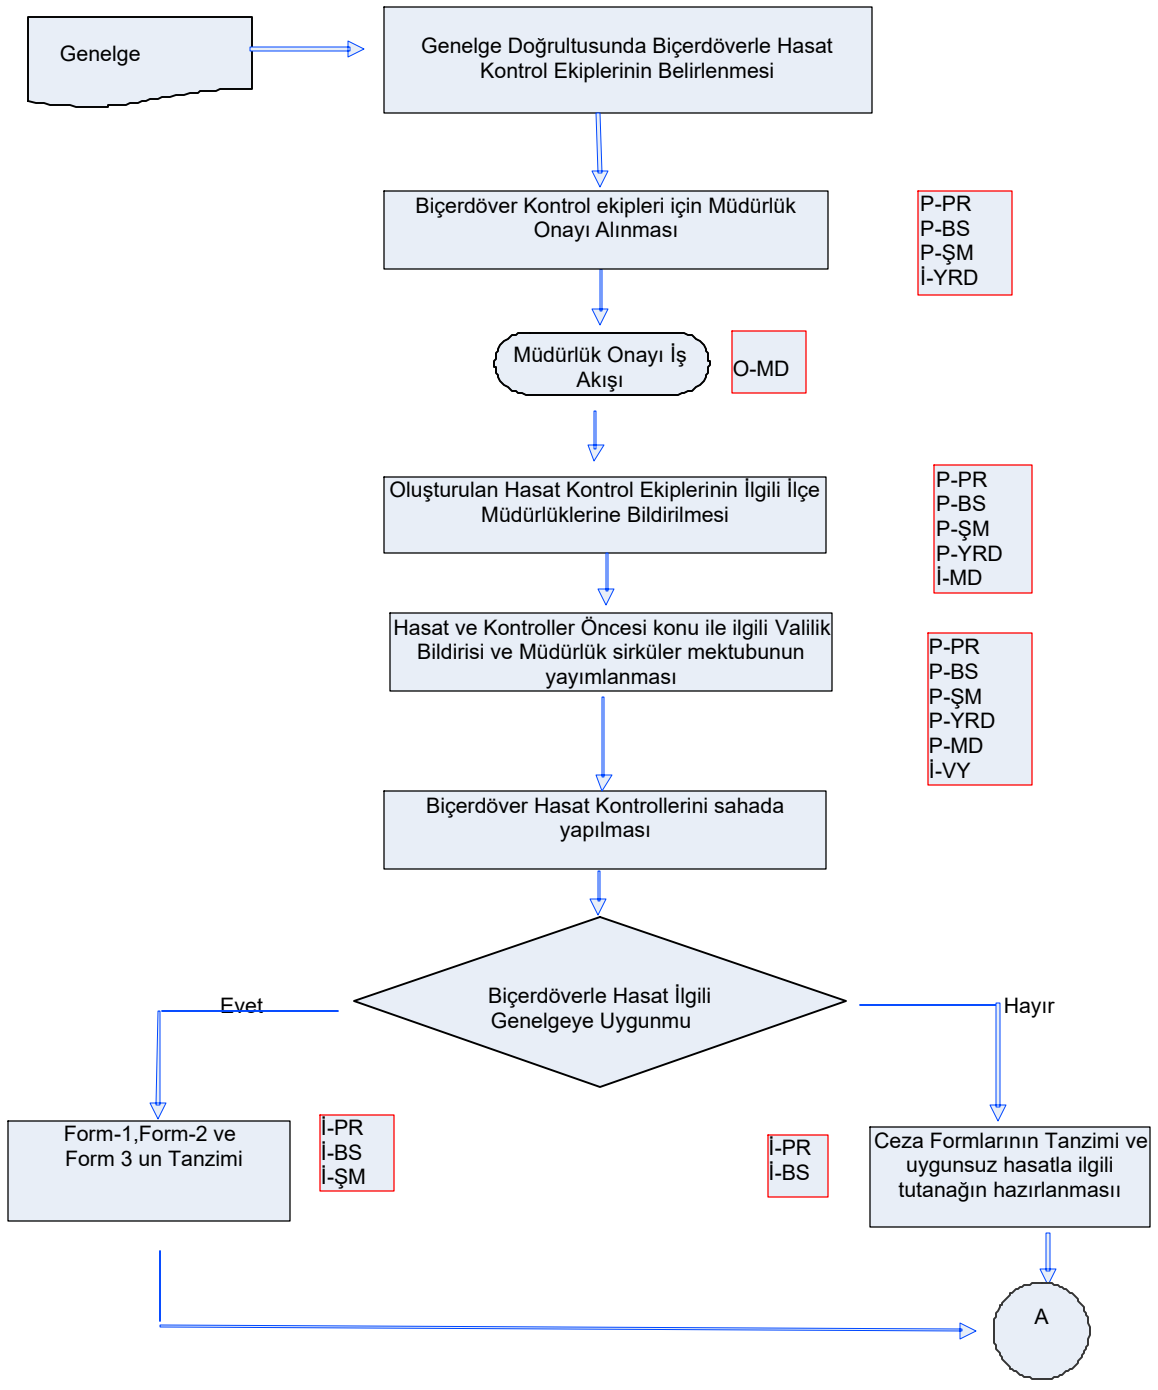 Genelge
Genelge Doğrultusunda Biçerdöverle Hasat
Kontrol Ekiplerinin Belirlenmesi
Biçerdöver Kontrol ekipleri için Müdürlük
Onayı Alınması
P-PR
P-BS
P-ŞM
İ-YRD
Müdürlük Onayı İş
Akışı
O-MD
Oluşturulan Hasat Kontrol Ekiplerinin İlgili İlçe
Müdürlüklerine Bildirilmesi
P-PR
P-BS
P-ŞM
P-YRD
İ-MD
Hasat ve Kontroller Öncesi konu ile ilgili Valilik
Bildirisi ve Müdürlük sirküler mektubunun
yayımlanması
P-PR
P-BS
P-ŞM
P-YRD
P-MD
İ-VY
Biçerdöver Hasat Kontrollerini sahada
yapılması
Biçerdöverle Hasat İlgili
Genelgeye Uygunmu
Evet
Hayır
Form-1,Form-2 ve
Form 3 un Tanzimi
İ-PR
İ-BS
İ-ŞM
İ-PR
İ-BS
Ceza Formlarının Tanzimi ve
uygunsuz hasatla ilgili
tutanağın hazırlanmasıı
A